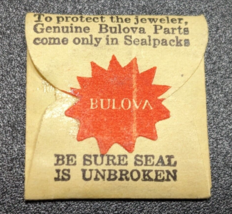 To protect the jeweler,
Genuine Bulova Parts
come only in Sealpacks
BULOVA
BE SURE SEAL
IS UNBROKEN